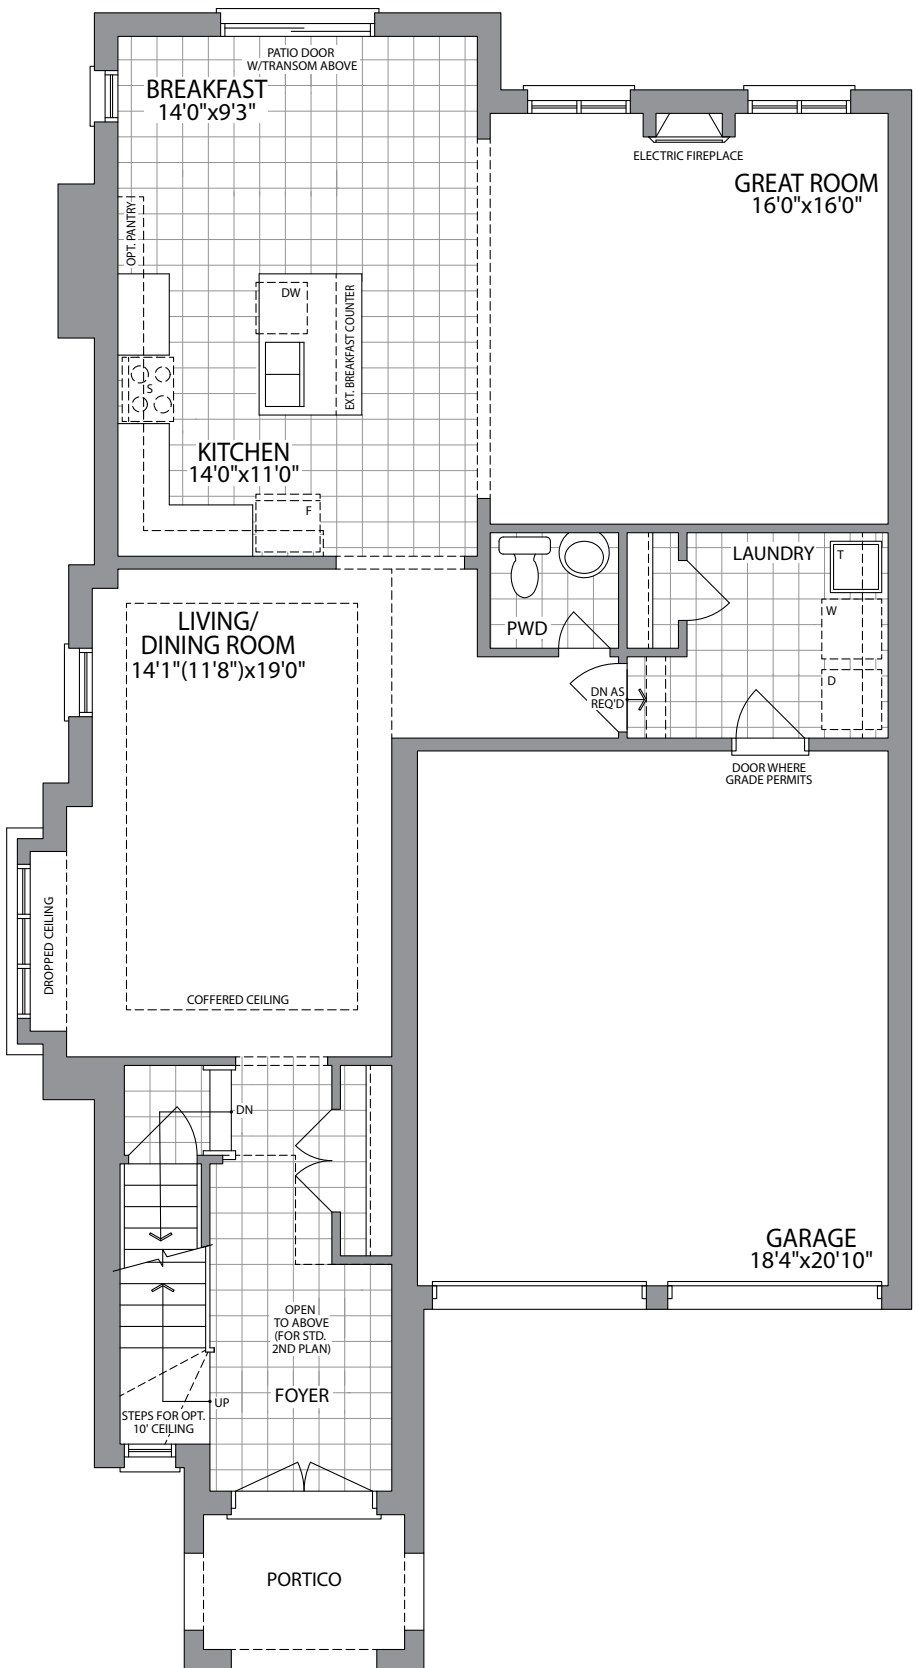 PATIO DOOR
W/TRANSOM ABOVE
BREAKFAST
14'0"x9'3"
ELECTRIC FIREPLACE
GREAT ROOM
16'0"x16'0"
OPT. PANTRY
DW
EXT. BREAKFAST COUNTER
S
KITCHEN
14'0"x11'0"
F
LAUNDRY
T
W
D
PWD
LIVING/
DINING ROOM
14'1"(11'8")x19'0"
DN AS
REQ'D
DOOR WHERE
GRADE PERMITS
DROPPED CEILING
COFFERED CEILING
DN
GARAGE
18'4"x20'10"
OPEN
TO ABOVE
(FOR STD.
2ND PLAN)
FOYER
UP
STEPS FOR OPT.
10' CEILING
PORTICO